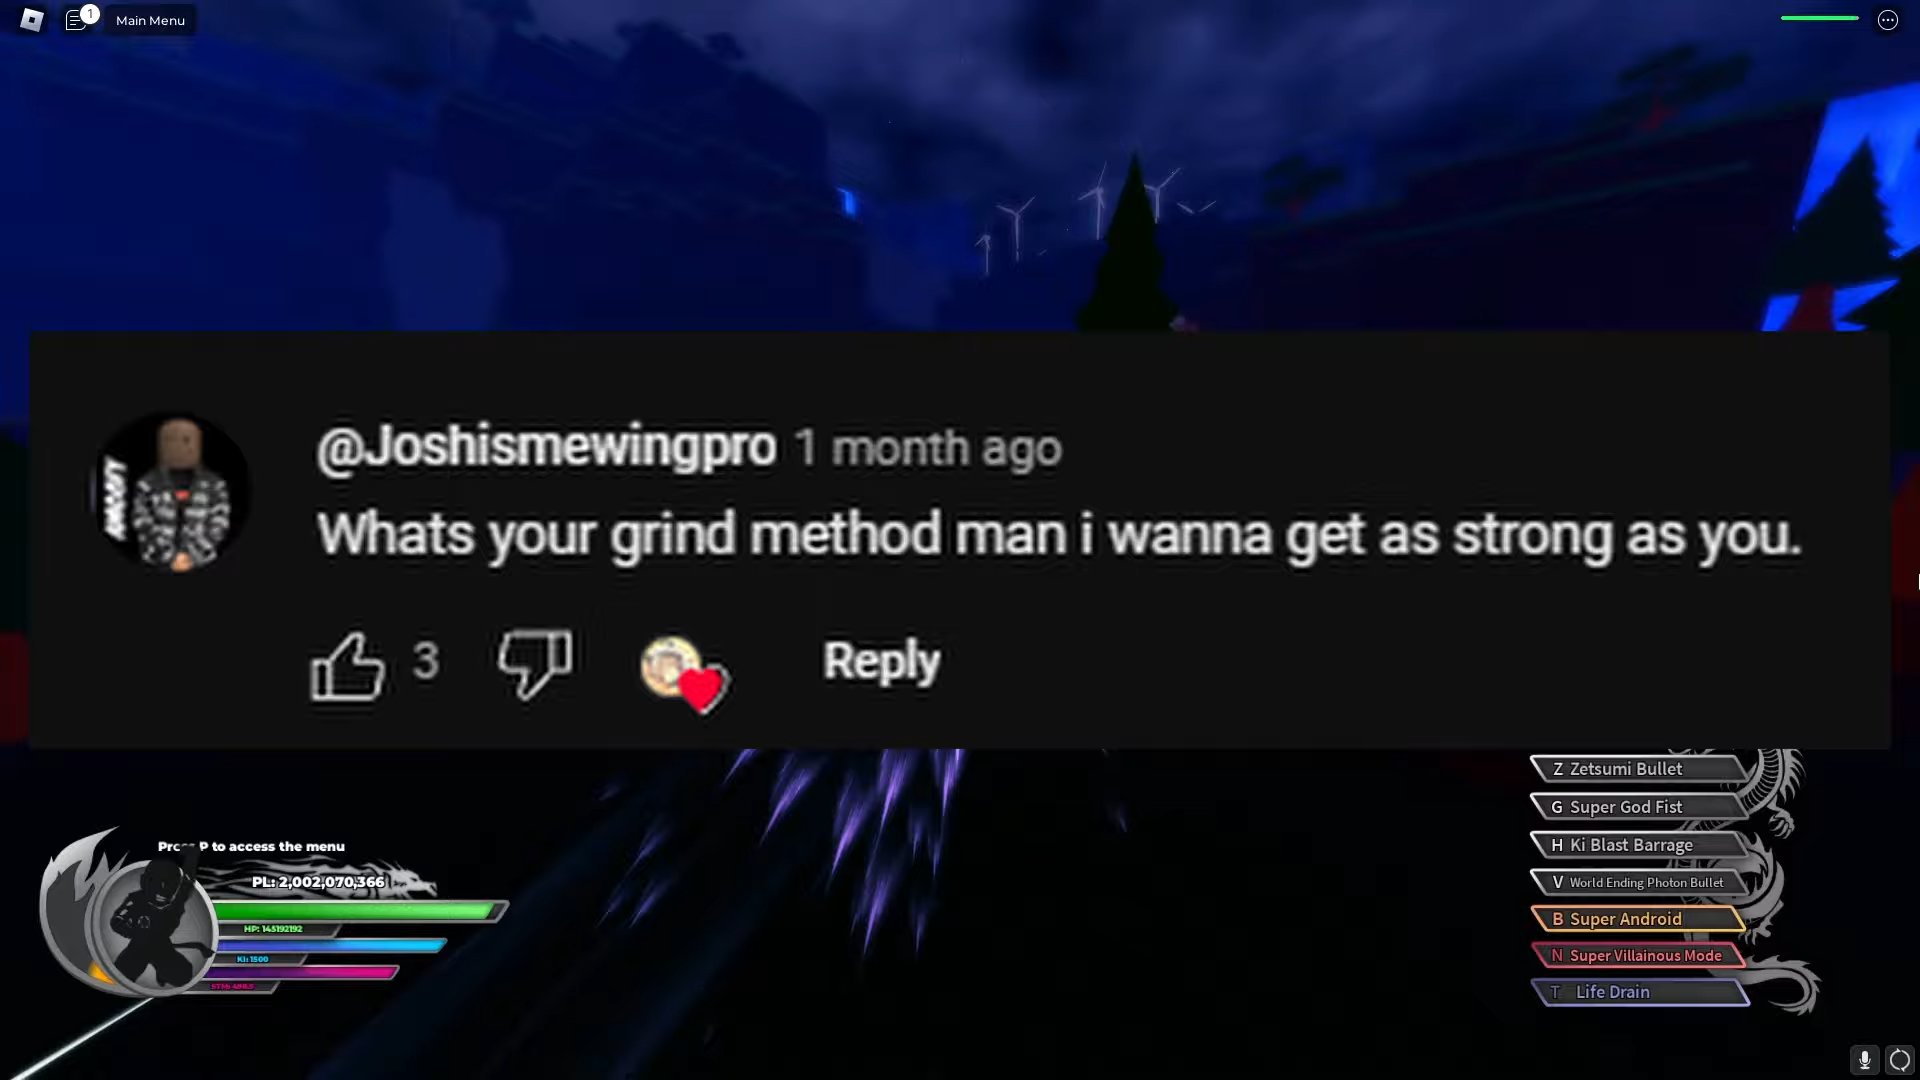 1
Main Menu
@Joshismewingpro 1 month ago
Whats your grind method man i wanna get as strong as you.
3
Reply
Z Zetsumi Bullet
G Super God Fist
H Ki Blast Barrage
V World Ending Photon Bullet
B Super Android
N Super Villainous Mode
T Life Drain
Press P to access the menu
PL: 2,002,070,366
HP: 145192192
Ki: 1500